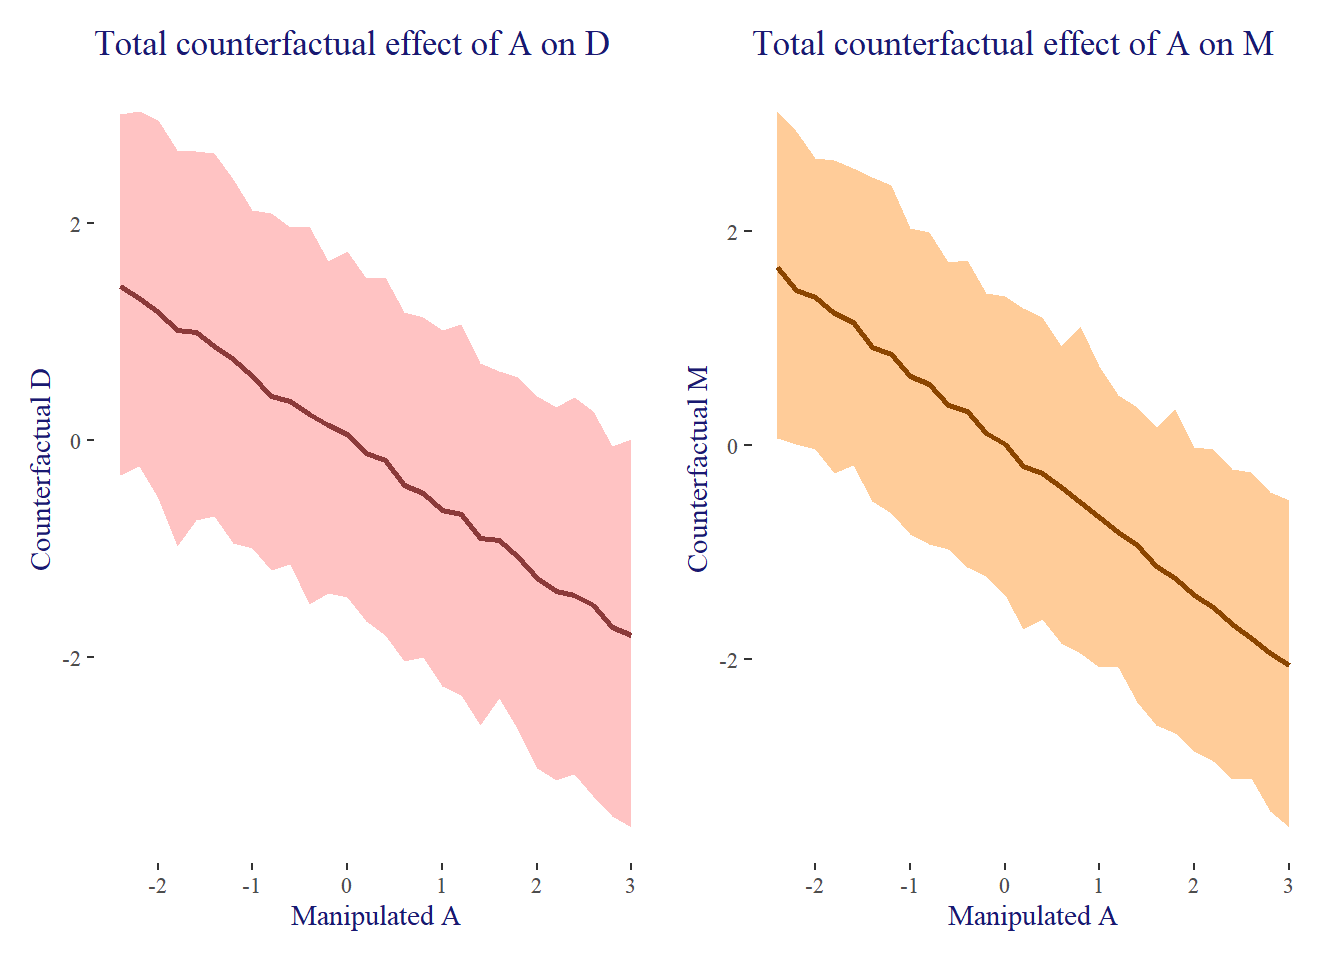 Total counterfactual effect of A on D
Counterfactual D
2
0
-2
-2 -1 0 1 2 3
Manipulated A
Total counterfactual effect of A on M
Counterfactual M
2
0
-2
-2 -1 0 1 2 3
Manipulated A